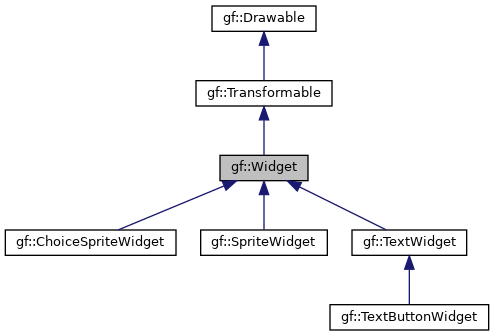 gf::Drawable
gf::Transformable
gf::Widget
gf::ChoiceSpriteWidget
gf::SpriteWidget
gf::TextWidget
gf::TextButtonWidget